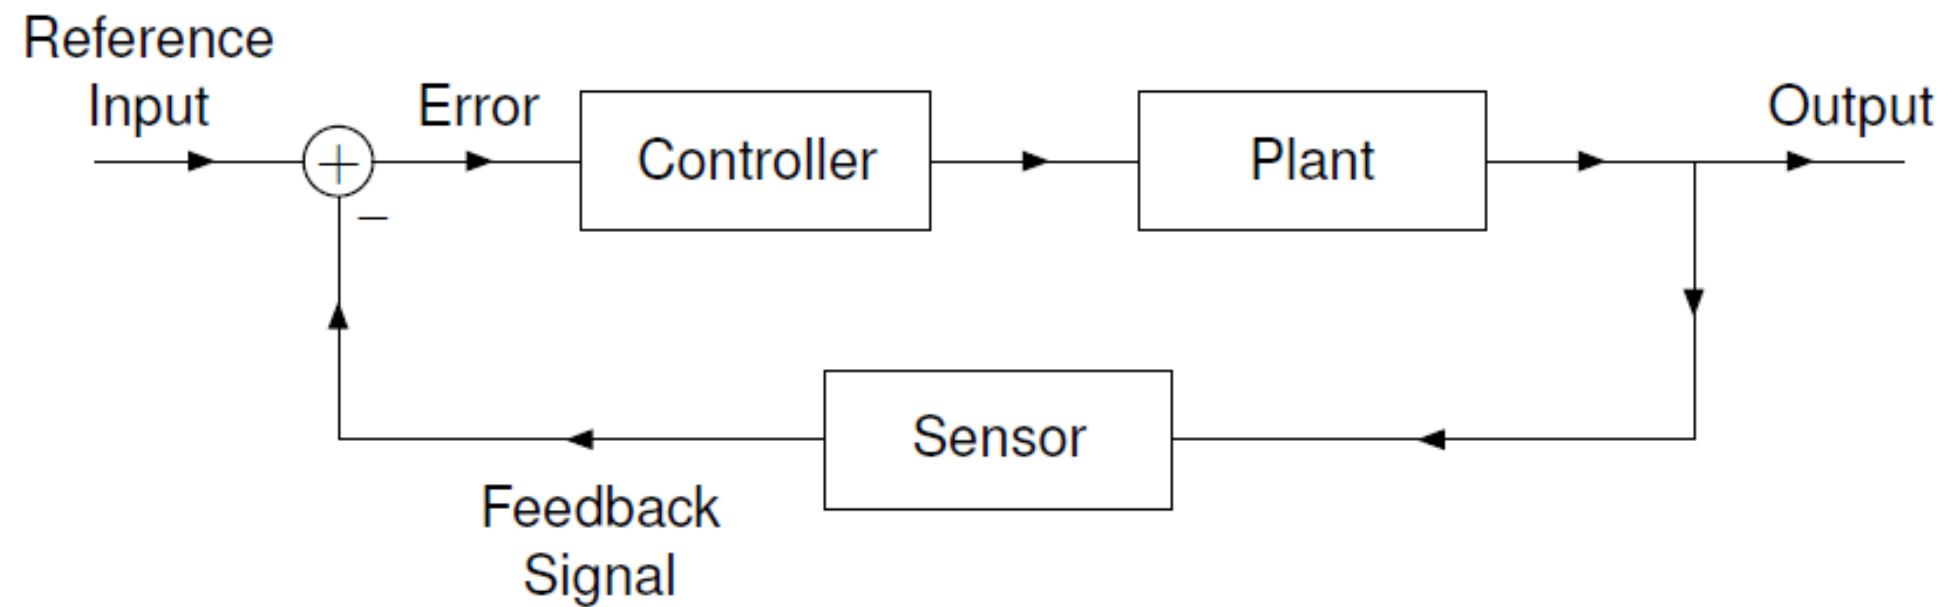 Reference
Input
Error
Controller
Plant
Output
+
−
Sensor
Feedback
Signal